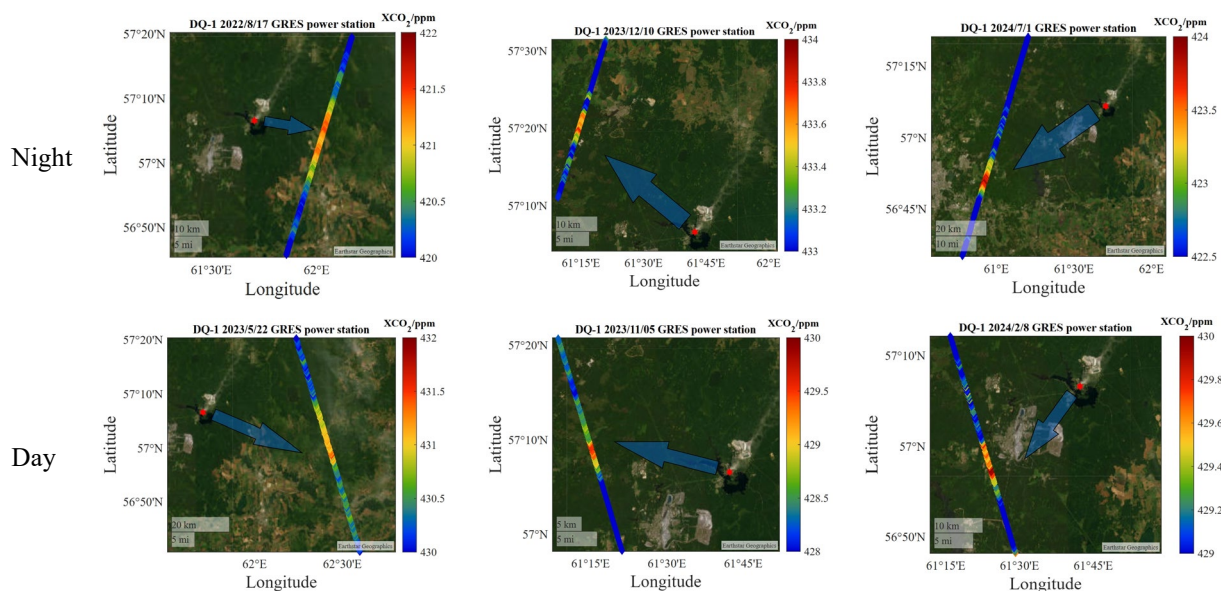 Night
DQ-1 2022/8/17 GRES power station
XCO2/ppm
57°20'N
57°10'N
57°N
56°50'N
Latitude
61°30'E
62°E
Longitude
10 km
5 mi
Earthstar Geographics
422
421.5
421
420.5
420
DQ-1 2023/12/10 GRES power station
XCO2/ppm
57°30'N
57°20'N
57°10'N
Latitude
61°15'E
61°30'E
61°45'E
62°E
Longitude
10 km
5 mi
Earthstar Geographics
434
433.8
433.6
433.4
433.2
433
DQ-1 2024/7/1 GRES power station
XCO2/ppm
57°15'N
57°N
56°45'N
Latitude
61°E
61°30'E
62°E
Longitude
20 km
10 mi
Earthstar Geographics
424
423.5
423
422.5
Day
DQ-1 2023/5/22 GRES power station
XCO2/ppm
57°20'N
57°10'N
57°N
56°50'N
Latitude
62°E
62°30'E
Longitude
20 km
5 mi
Earthstar Geographics
432
431.5
431
430.5
430
DQ-1 2023/11/05 GRES power station
XCO2/ppm
57°20'N
57°10'N
57°N
Latitude
61°15'E
61°30'E
61°45'E
Longitude
5 km
5 mi
Earthstar Geographics
430
429.5
429
428.5
428
DQ-1 2024/2/8 GRES power station
XCO2/ppm
57°10'N
57°N
56°50'N
Latitude
61°15'E
61°30'E
61°45'E
Longitude
10 km
5 mi
Earthstar Geographics
430
429.8
429.6
429.4
429.2
429